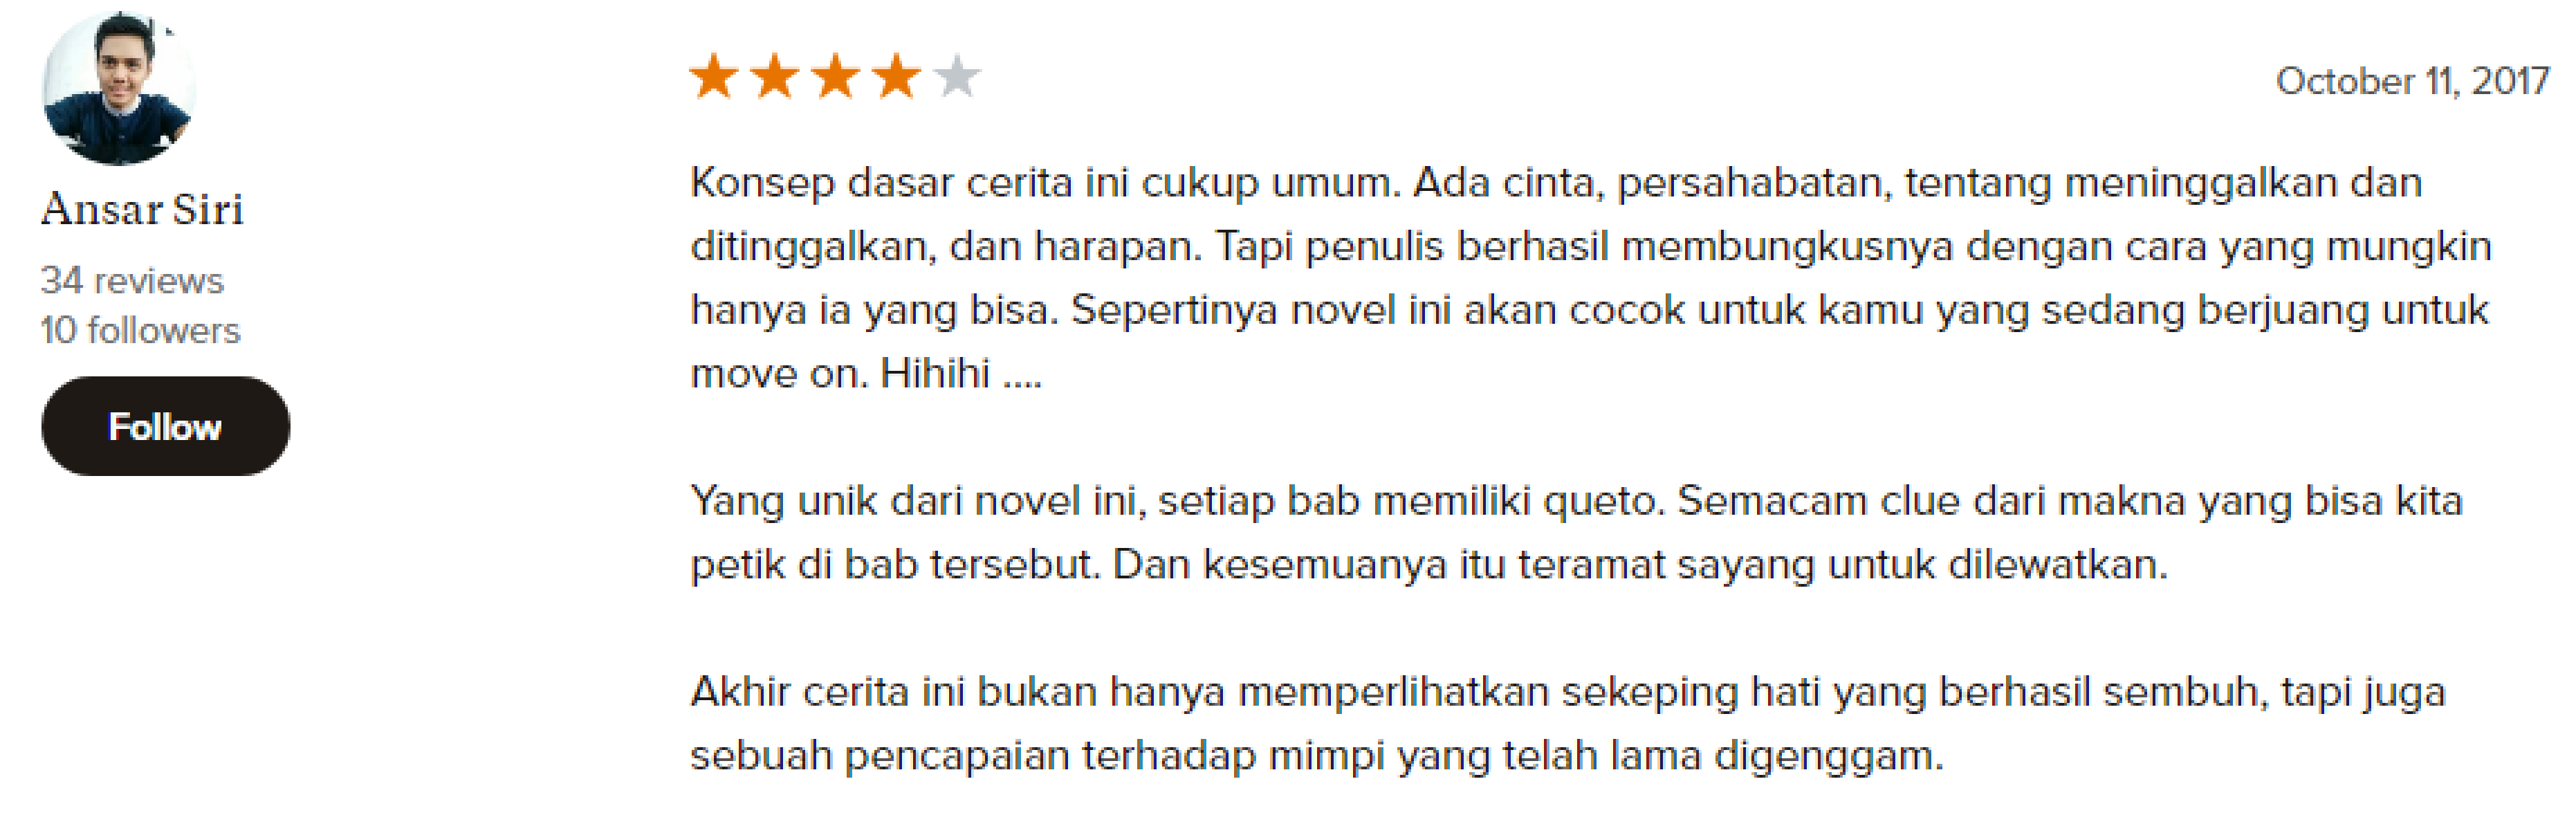 Ansar Siri
34 reviews
10 followers
Follow
October 11, 2017
Konsep dasar cerita ini cukup umum. Ada cinta, persahabatan, tentang meninggalkan dan
ditinggalkan, dan harapan. Tapi penulis berhasil membungkusnya dengan cara yang mungkin
hanya ia yang bisa. Sepertinya novel ini akan cocok untuk kamu yang sedang berjuang untuk
move on. Hihihi ....
Yang unik dari novel ini, setiap bab memiliki queto. Semacam clue dari makna yang bisa kita
petik di bab tersebut. Dan kesemuanya itu teramat sayang untuk dilewatkan.
Akhir cerita ini bukan hanya memperlihatkan sekeping hati yang berhasil sembuh, tapi juga
sebuah pencapaian terhadap mimpi yang telah lama digenggam.